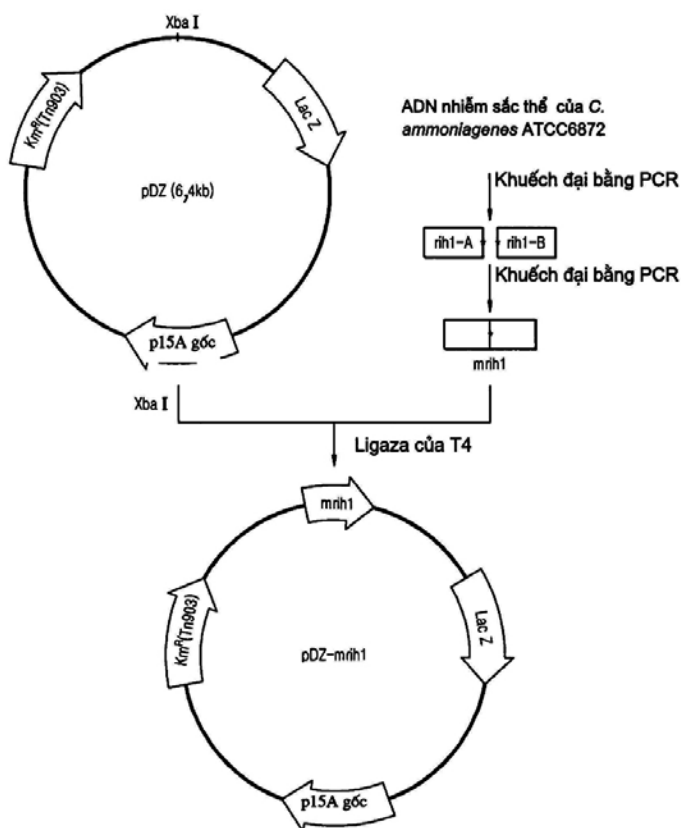 Xba I
Km^R(Tn903)
Lac Z
pDZ (6,4kb)
p15A gốc
ADN nhiễm sắc thể của C.
ammoniagenes ATCC6872
Khuếch đại bằng PCR
rih1-A
rih1-B
Khuếch đại bằng PCR
mrih1
Xba I
Ligaza của T4
mrih1
Km^R(Tn903)
Lac Z
pDZ-mrih1
p15A gốc